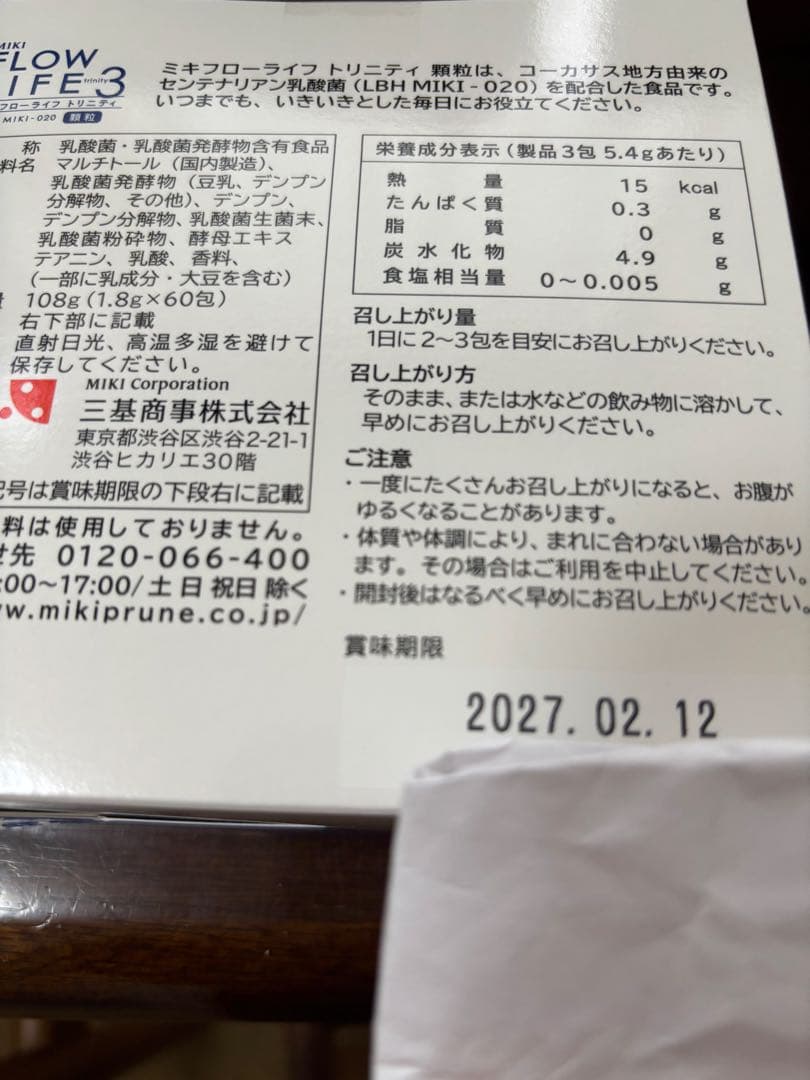 MIKI
FLOW
LIFE trinity 3
フローライフ トリニティ
MIKI-020 顆粒
ミキフローライフ トリニティ 顆粒は、コーカサス地方由来の
センテナリアン乳酸菌（LBH MIKI-020）を配合した食品です。
いつまでも、いきいきとした毎日にお役立てください。
称 乳酸菌・乳酸菌発酵物含有食品
料名 マルチトール（国内製造）、
乳酸菌発酵物（豆乳、デンプン
分解物、その他）、デンプン、
デンプン分解物、乳酸菌生菌末、
乳酸菌粉砕物、酵母エキス
テアニン、乳酸、香料、
（一部に乳成分・大豆を含む）
量 108g（1.8g×60包）
右下部に記載
直射日光、高温多湿を避けて
保存してください。
MIKI Corporation
三基商事株式会社
東京都渋谷区渋谷2-21-1
渋谷ヒカリエ30階
記号は賞味期限の下段右に記載
料は使用しておりません。
せ先 0120-066-400
:00～17:00/土 日 祝日 除く
w.mikiprune.co.jp/
栄養成分表示（製品3包 5.4gあたり）
熱量 15 kcal
たんぱく質 0.3 g
脂質 0 g
炭水化物 4.9 g
食塩相当量 0～0.005 g
召し上がり量
1日に2～3包を目安にお召し上がりください。
召し上がり方
そのまま、または水などの飲み物に溶かして、
早めにお召し上がりください。
ご注意
・一度にたくさんお召し上がりになると、お腹が
ゆるくなることがあります。
・体質や体調により、まれに合わない場合があり
ます。その場合はご利用を中止してください。
・開封後はなるべく早めにお召し上がりください。
賞味期限
2027.02.12